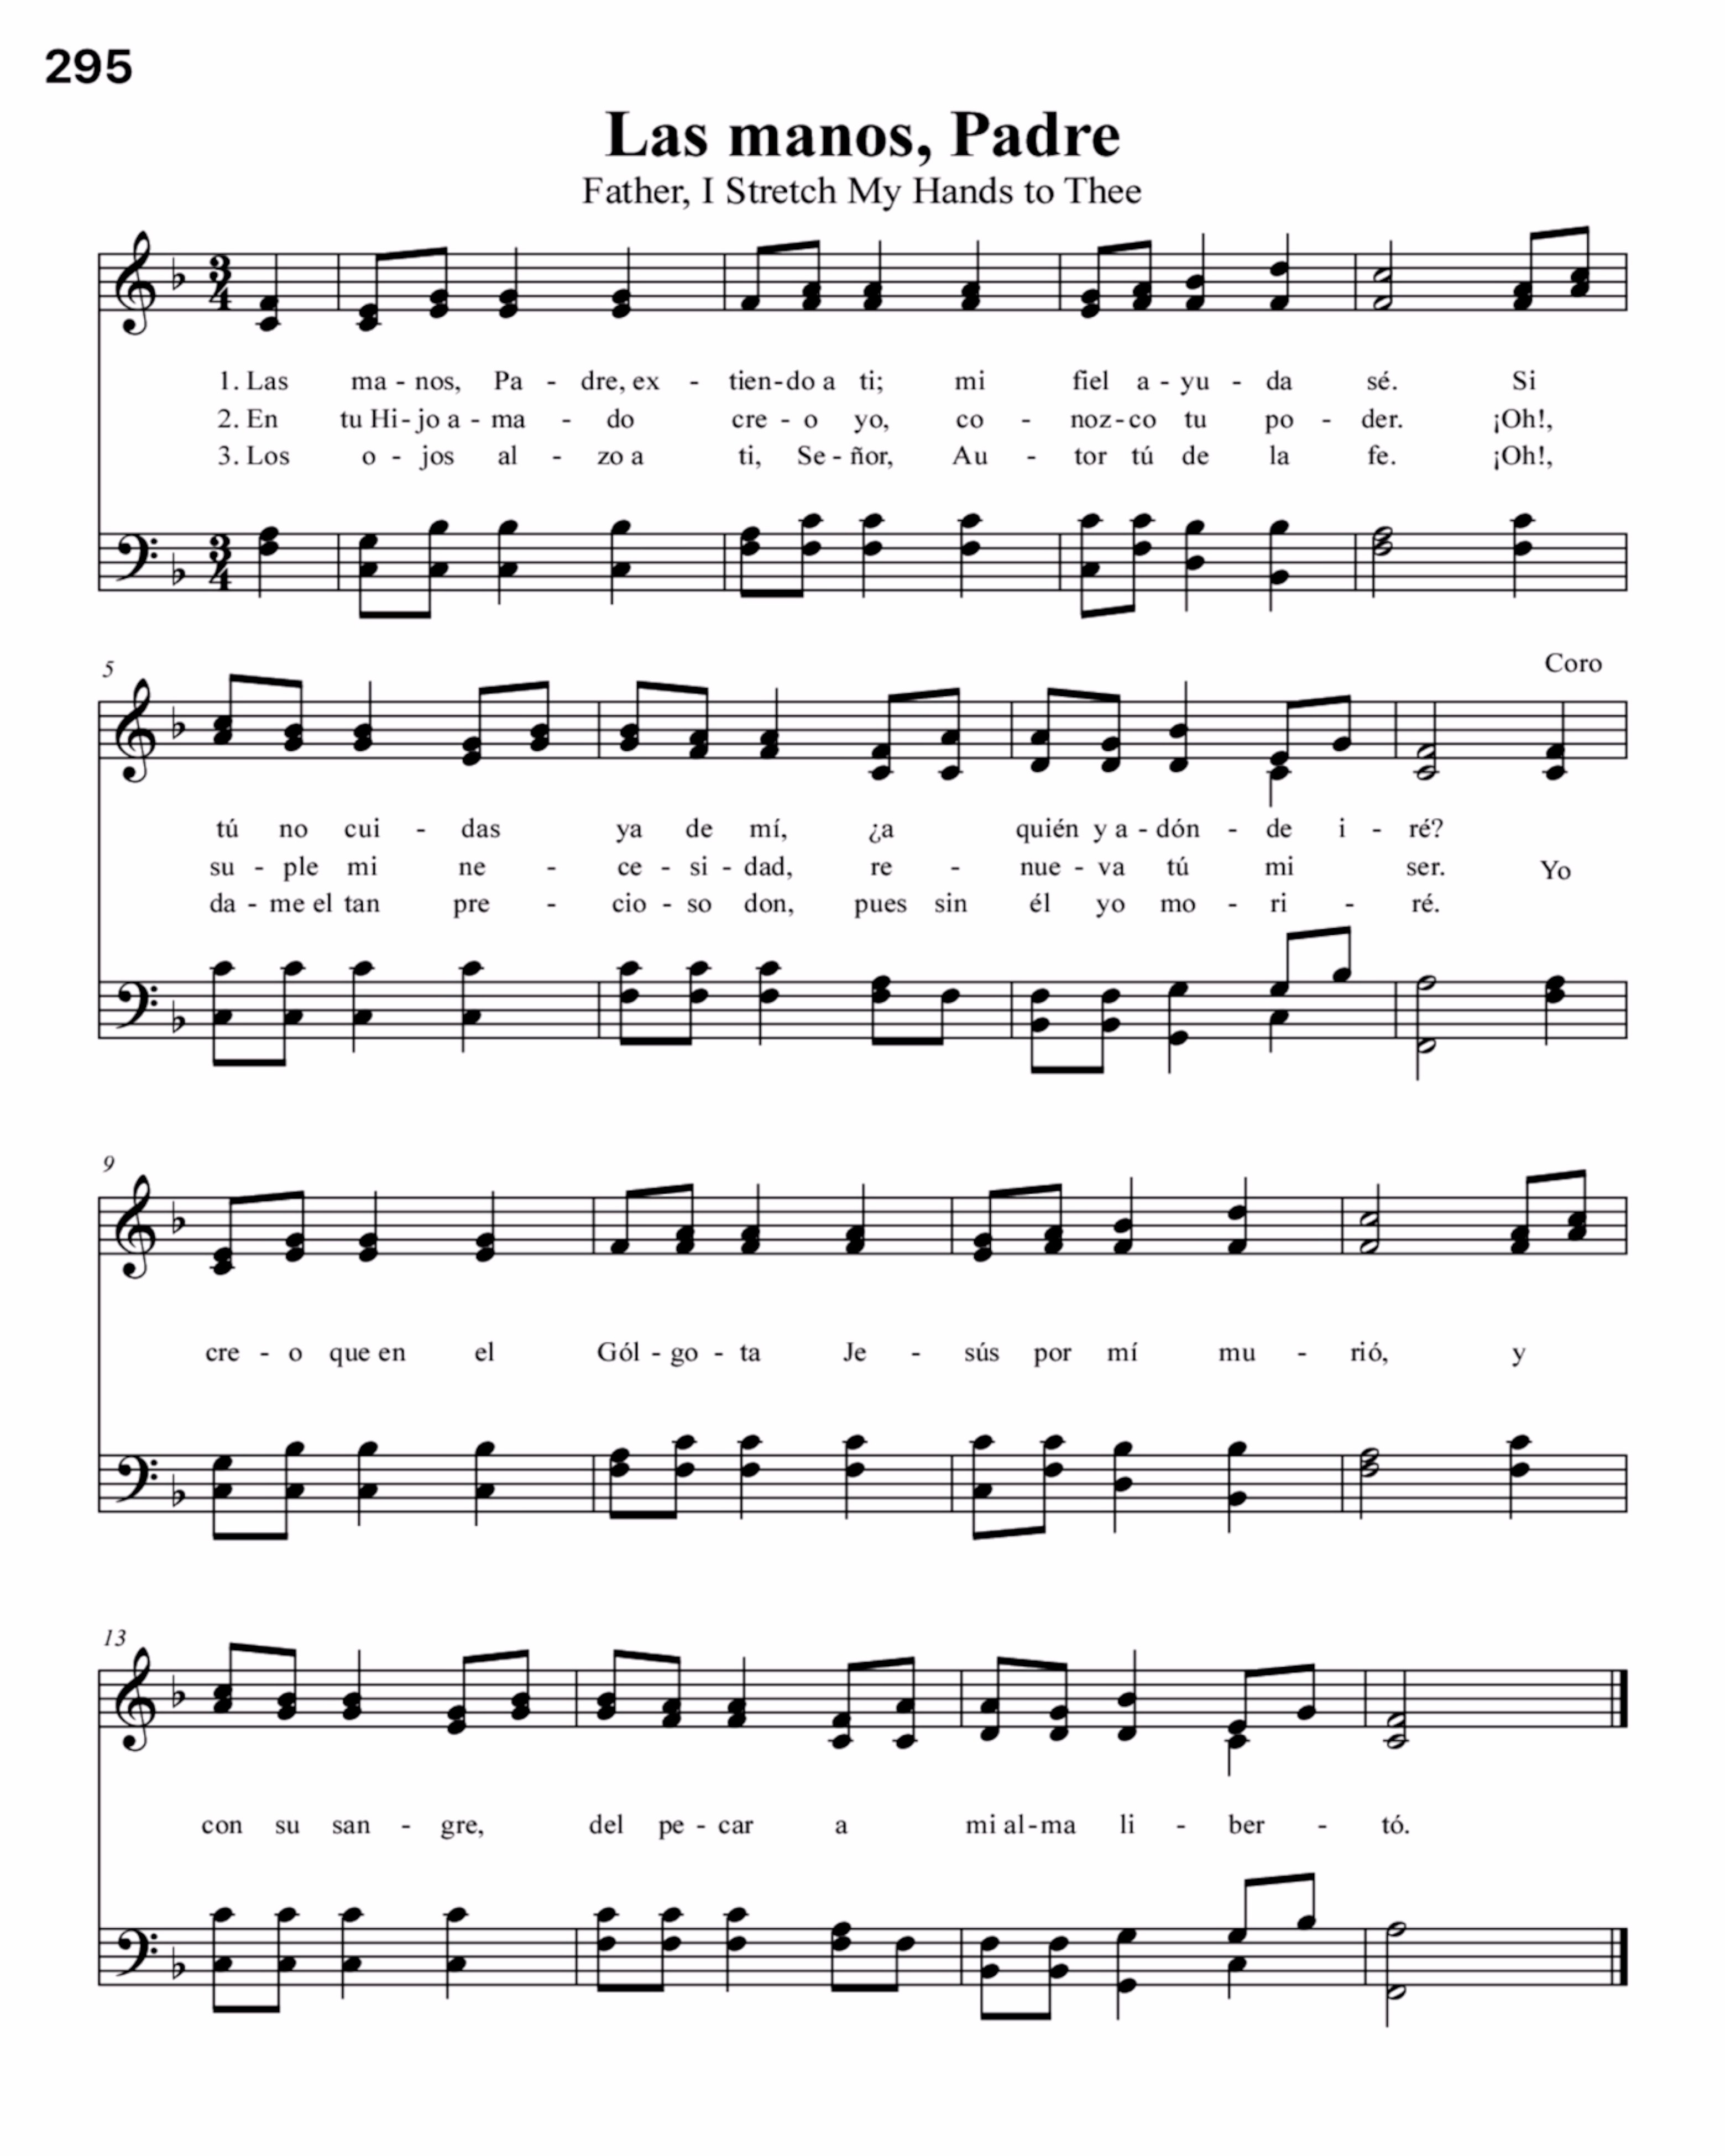 295
Las manos, Padre
Father, I Stretch My Hands to Thee
1. Las ma - nos, Pa - dre, ex - tien - do a ti; mi fiel a - yu - da sé. Si
2. En tu Hi - jo a - ma - do cre - o yo, co - noz - co tu po - der. ¡Oh!,
3. Los o - jos al - zo a ti, Se - ñor, Au - tor tú de la fe. ¡Oh!,
5
Coro
tú no cui - das ya de mí, ¿a quién y a - dón - de i - ré?
su - ple mi ne - ce - si - dad, re - nue - va tú mi ser. Yo
da - me el tan pre - cio - so don, pues sin él yo mo - ri - ré.
9
cre - o que en el Gól - go - ta Je - sús por mí mu - rió, y
13
con su san - gre, del pe - car a mi al - ma li - ber - tó.